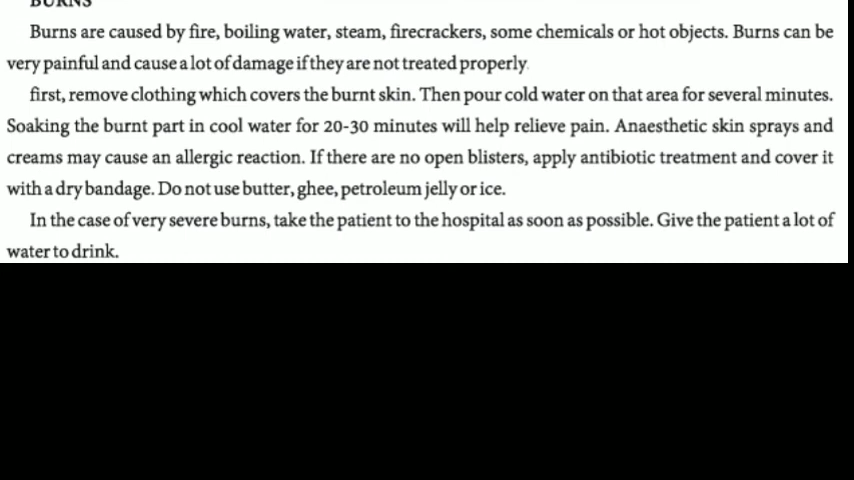 BURNS
Burns are caused by fire, boiling water, steam, firecrackers, some chemicals or hot objects. Burns can be
very painful and cause a lot of damage if they are not treated properly.
first, remove clothing which covers the burnt skin. Then pour cold water on that area for several minutes.
Soaking the burnt part in cool water for 20-30 minutes will help relieve pain. Anaesthetic skin sprays and
creams may cause an allergic reaction. If there are no open blisters, apply antibiotic treatment and cover it
with a dry bandage. Do not use butter, ghee, petroleum jelly or ice.
In the case of very severe burns, take the patient to the hospital as soon as possible. Give the patient a lot of
water to drink.